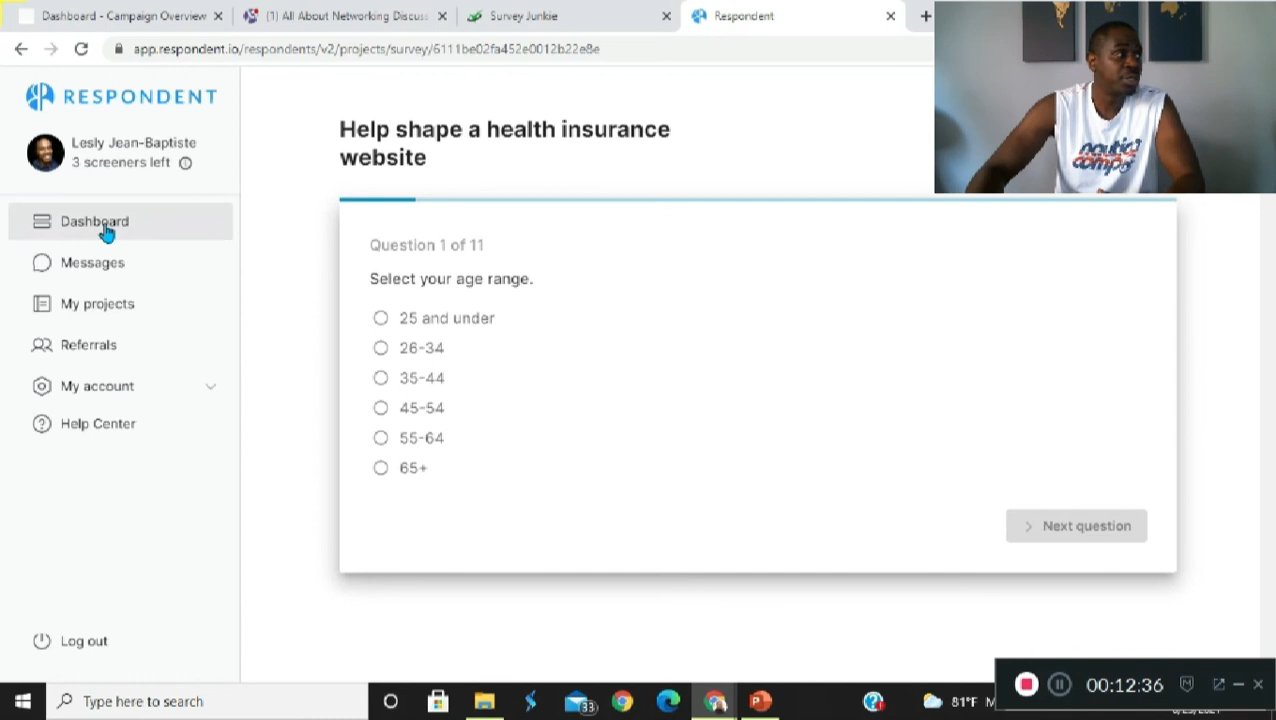 Dashboard - Campaign Overview
(1) All About Networking Discuss
Survey Junkie
Respondent
app.respondent.io/respondents/v2/projects/survey/6111be02fa452e0012b22e8e
RESPONDENT
Lesly Jean-Baptiste
3 screeners left
Dashboard
Messages
My projects
Referrals
My account
Help Center
Log out
Help shape a health insurance
website
Question 1 of 11
Select your age range.
25 and under
26-34
35-44
45-54
55-64
65+
Next question
nautica
00:12:36
Type here to search
33
81°F